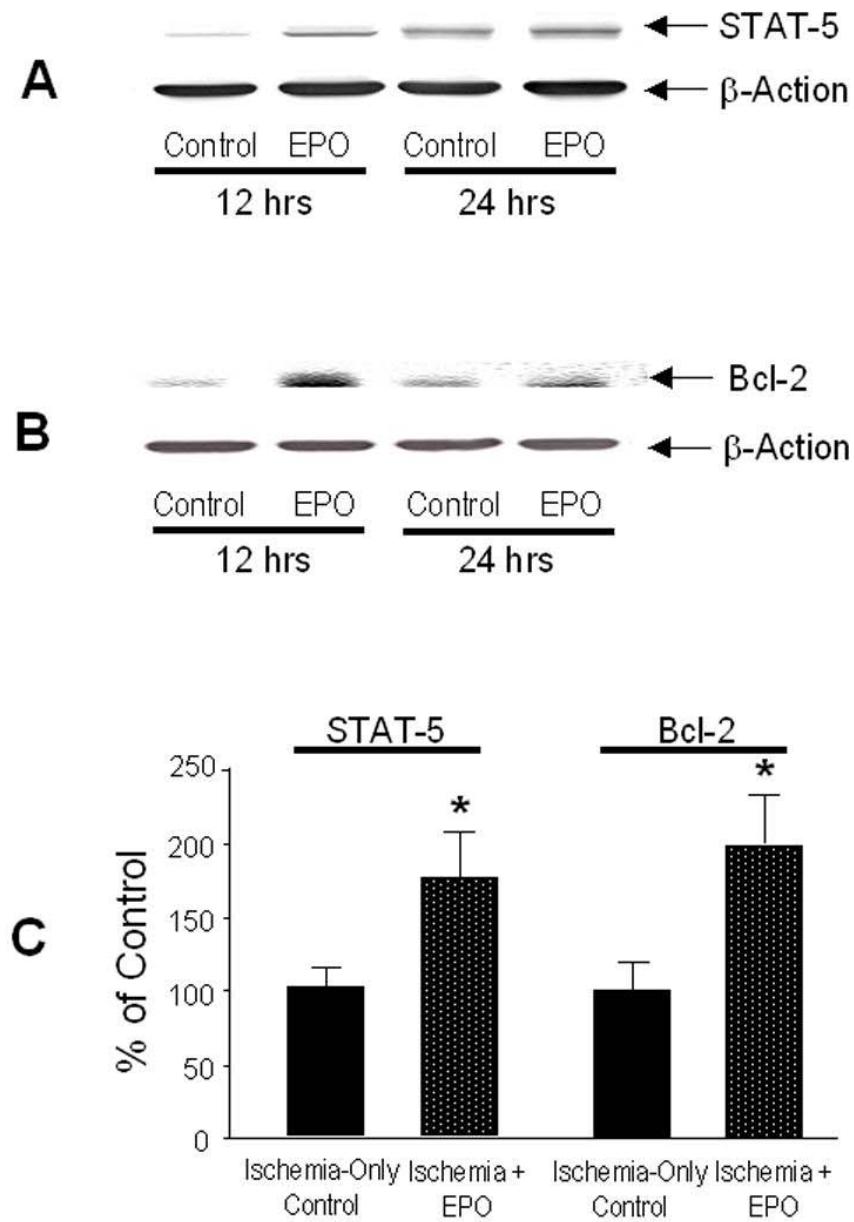 STAT-5
A
β-Action
Control EPO Control EPO
12 hrs 24 hrs
Bcl-2
B
β-Action
Control EPO Control EPO
12 hrs 24 hrs
STAT-5 Bcl-2
250
* *
200
150
C
% of Control
100
50
0
Ischemia-Only Control
Ischemia + EPO
Ischemia-Only Control
Ischemia + EPO